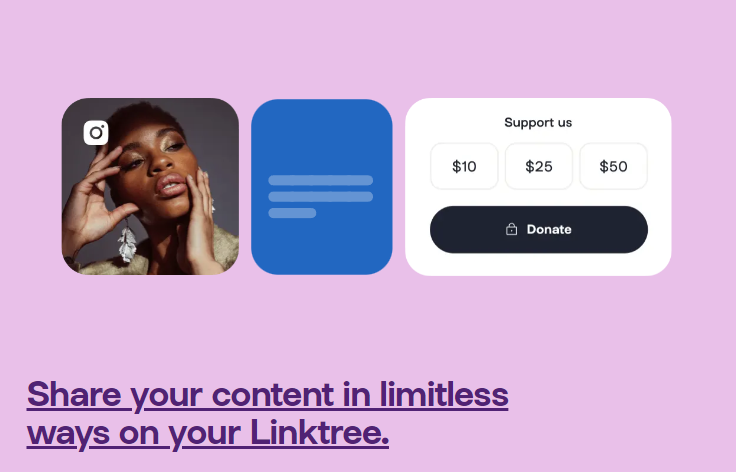 Support us
$10 $25 $50
Donate
Share your content in limitless
ways on your Linktree.